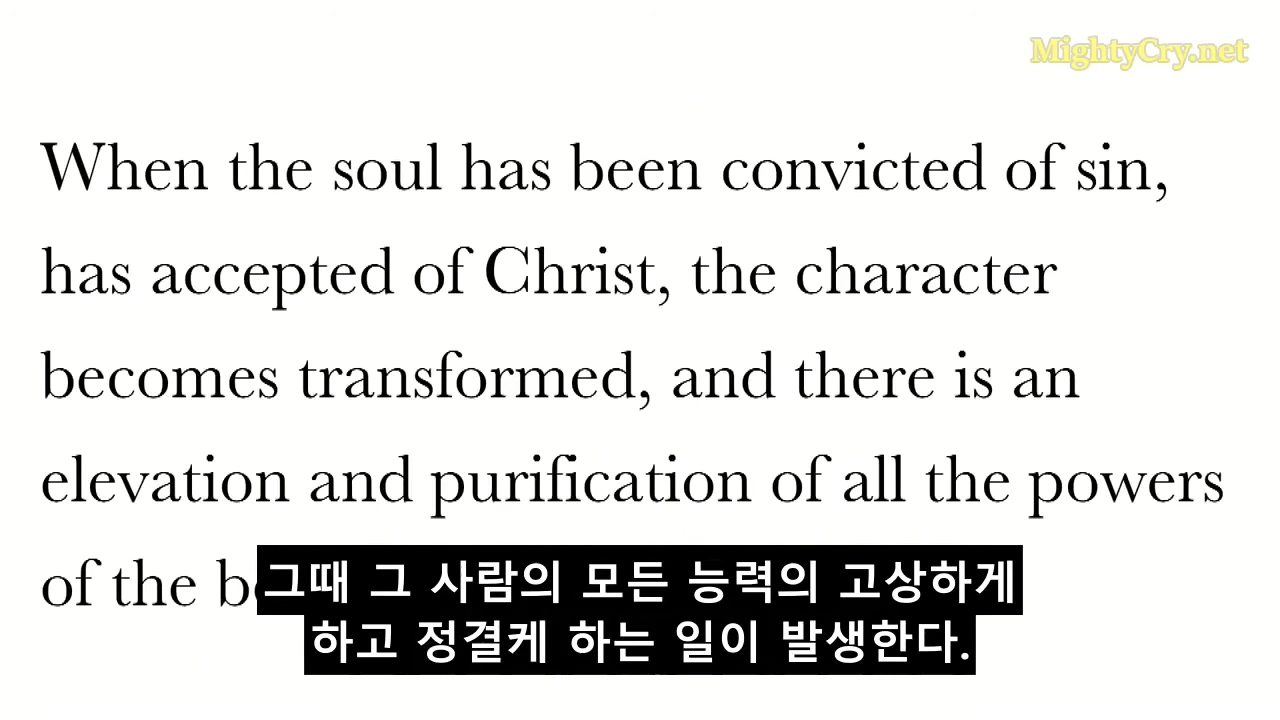 MightyCry.net
When the soul has been convicted of sin,
has accepted of Christ, the character
becomes transformed, and there is an
elevation and purification of all the powers
of the
그때 그 사람의 모든 능력의 고상하게
하고 정결케 하는 일이 발생한다.